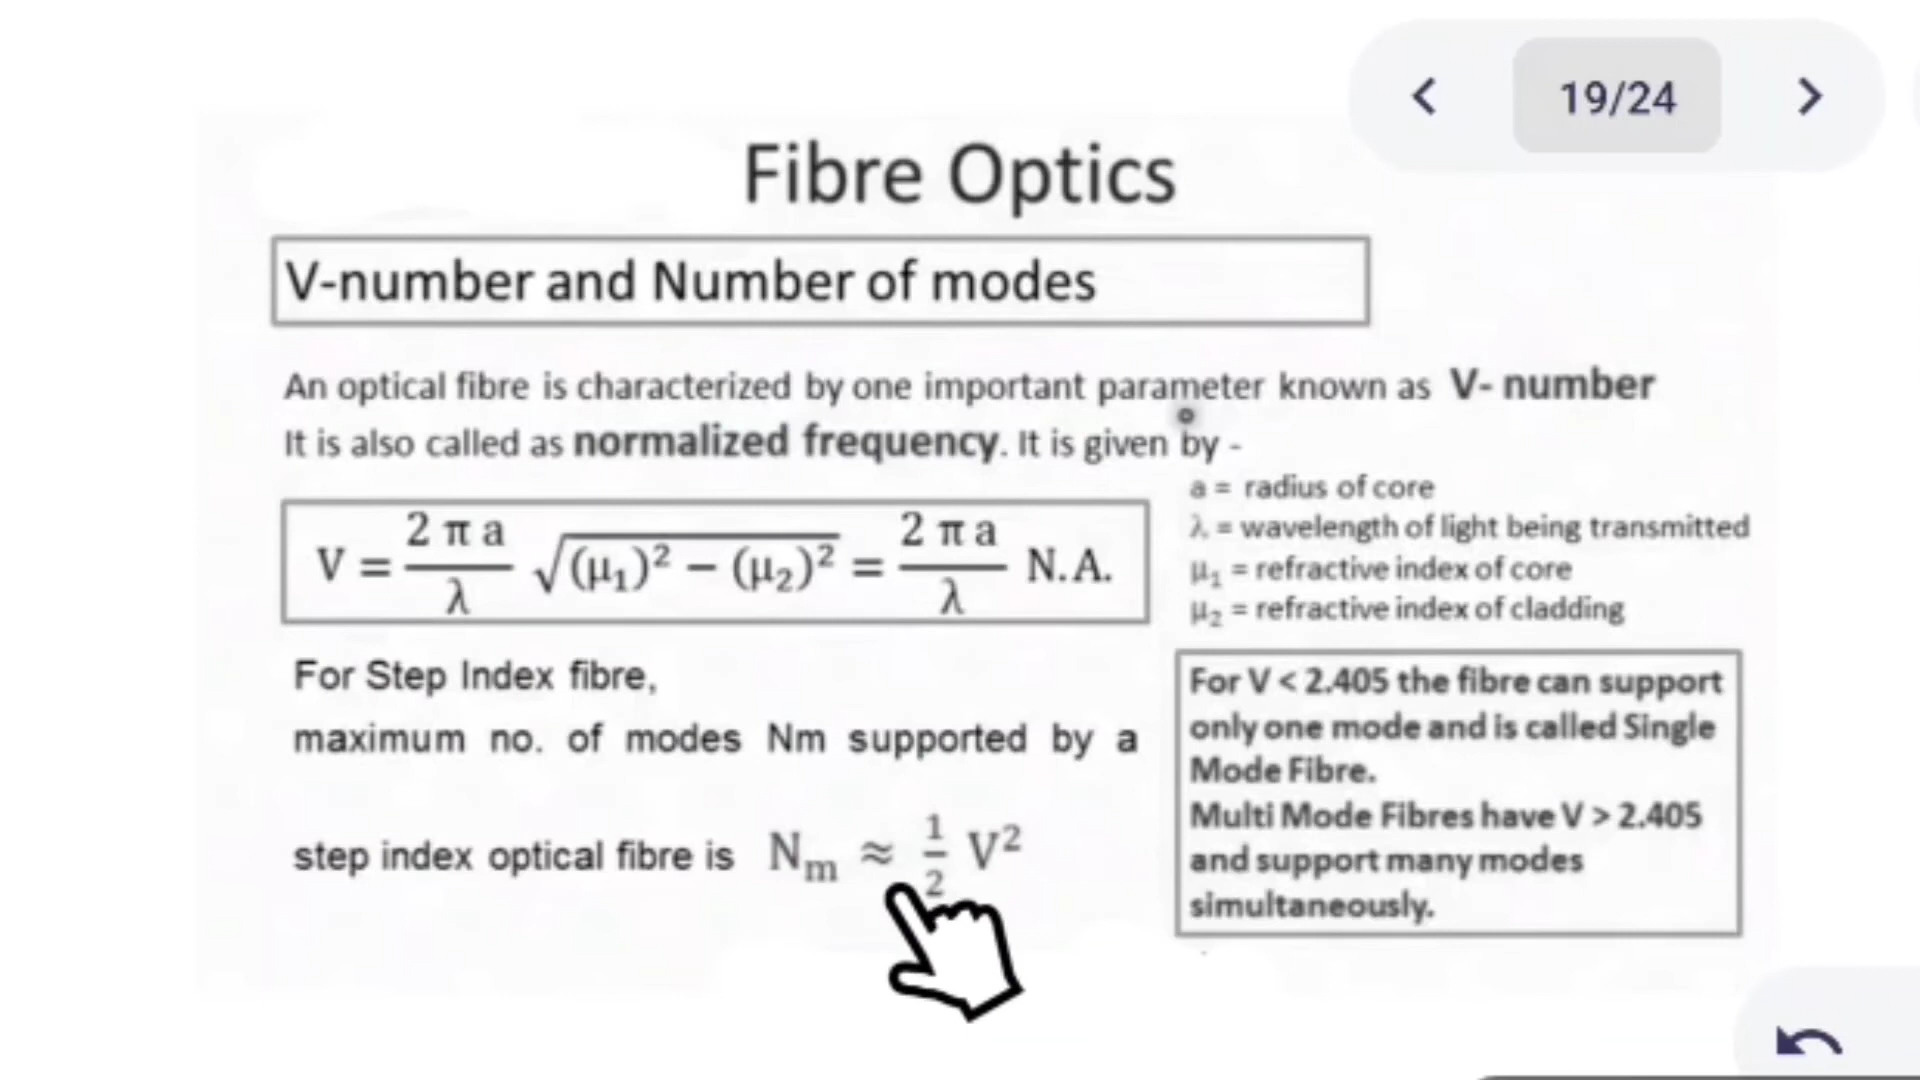 19/24
Fibre Optics
V-number and Number of modes
An optical fibre is characterized by one important parameter known as V- number
It is also called as normalized frequency. It is given by -
a = radius of core
λ = wavelength of light being transmitted
μ₁ = refractive index of core
μ₂ = refractive index of cladding
V = 2 π a / λ √(μ₁)² − (μ₂)² = 2 π a / λ N.A.
For Step Index fibre,
maximum no. of modes Nm supported by a
step index optical fibre is Nₘ ≈ 1/2 V²
For V < 2.405 the fibre can support
only one mode and is called Single
Mode Fibre.
Multi Mode Fibres have V > 2.405
and support many modes
simultaneously.